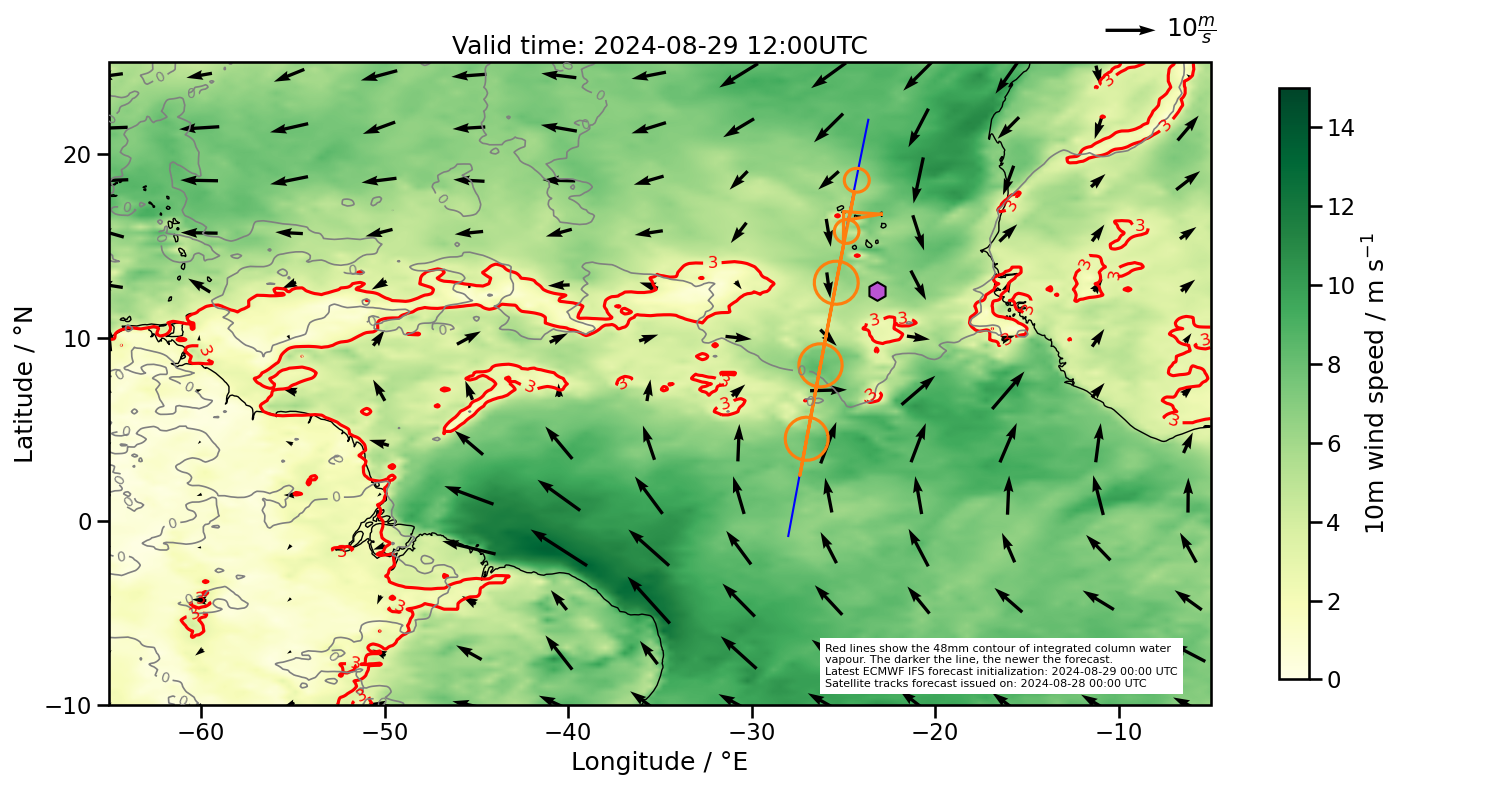 10 m/s
Valid time: 2024-08-29 12:00UTC
Latitude / °N
20
10
0
−10
−60
−50
−40
−30
−20
−10
Longitude / °E
Red lines show the 48mm contour of integrated column water
vapour. The darker the line, the newer the forecast.
Latest ECMWF IFS forecast initialization: 2024-08-29 00:00 UTC
Satellite tracks forecast issued on: 2024-08-28 00:00 UTC
14
12
10
8
6
4
2
0
10m wind speed / m s⁻¹